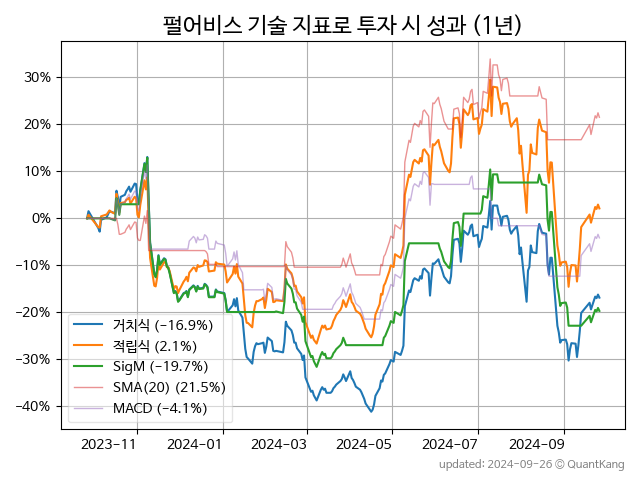 펄어비스 기술 지표로 투자 시 성과 (1년)
30%
20%
10%
0%
−10%
−20%
−30%
−40%
거치식 (−16.9%)
적립식 (2.1%)
SigM (−19.7%)
SMA(20) (21.5%)
MACD (−4.1%)
2023-11
2024-01
2024-03
2024-05
2024-07
2024-09
updated: 2024-09-26 © QuantKang